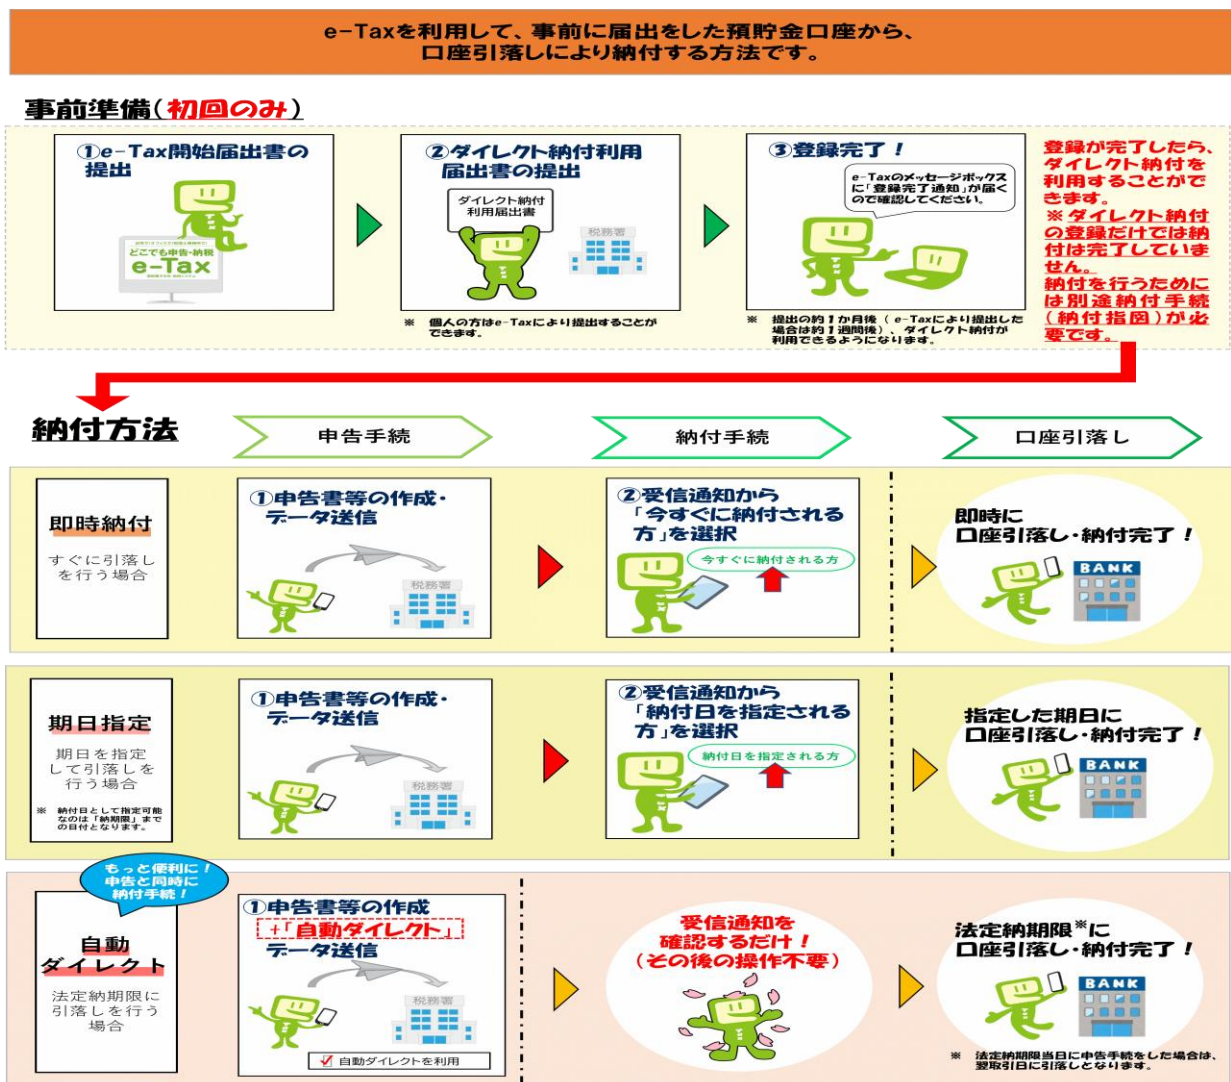 e-Taxを利用して、事前に届出をした預貯金口座から、
口座引落しにより納付する方法です。
事前準備(初回のみ)
①e-Tax開始届出書の
提出
どこでも申告・納税
e-Tax
②ダイレクト納付利用
届出書の提出
ダイレクト納付
利用届出書
税務署
※ 個人の方はe-Taxにより提出することが
できます。
③登録完了!
e-Taxのメッセージボックス
に「登録完了通知」が届く
ので確認してください。
※ 提出の約1か月後( e-Taxにより提出した
場合は約1週間後)、ダイレクト納付が
利用できるようになります。
登録が完了したら、
ダイレクト納付を
利用することがで
きます。
※ダイレクト納付
の登録だけでは納
付は完了していま
せん。
納付を行うために
は別途納付手続
(納付指図)が必
要です。
納付方法
申告手続
納付手続
口座引落し
即時納付
すぐに引落し
を行う場合
①申告書等の作成・
データ送信
税務署
②受信通知から
「今すぐに納付される
方」を選択
今すぐに納付される方
即時に
口座引落し・納付完了!
BANK
期日指定
期日を指定
して引落しを
行う場合
※ 納付日として指定可能
なのは「納期限」まで
の日付となります。
①申告書等の作成・
データ送信
税務署
②受信通知から
「納付日を指定される
方」を選択
納付日を指定される方
指定した期日に
口座引落し・納付完了!
BANK
もっと便利に!
申告と同時に
納付手続!
自動
ダイレクト
法定納期限に
引落しを行う
場合
①申告書等の作成
+「自動ダイレクト」
データ送信
税務署
自動ダイレクトを利用
受信通知を
確認するだけ!
(その後の操作不要)
法定納期限※に
口座引落し・納付完了!
BANK
※ 法定納期限当日に申告手続をした場合は、
翌取引日に引落しとなります。